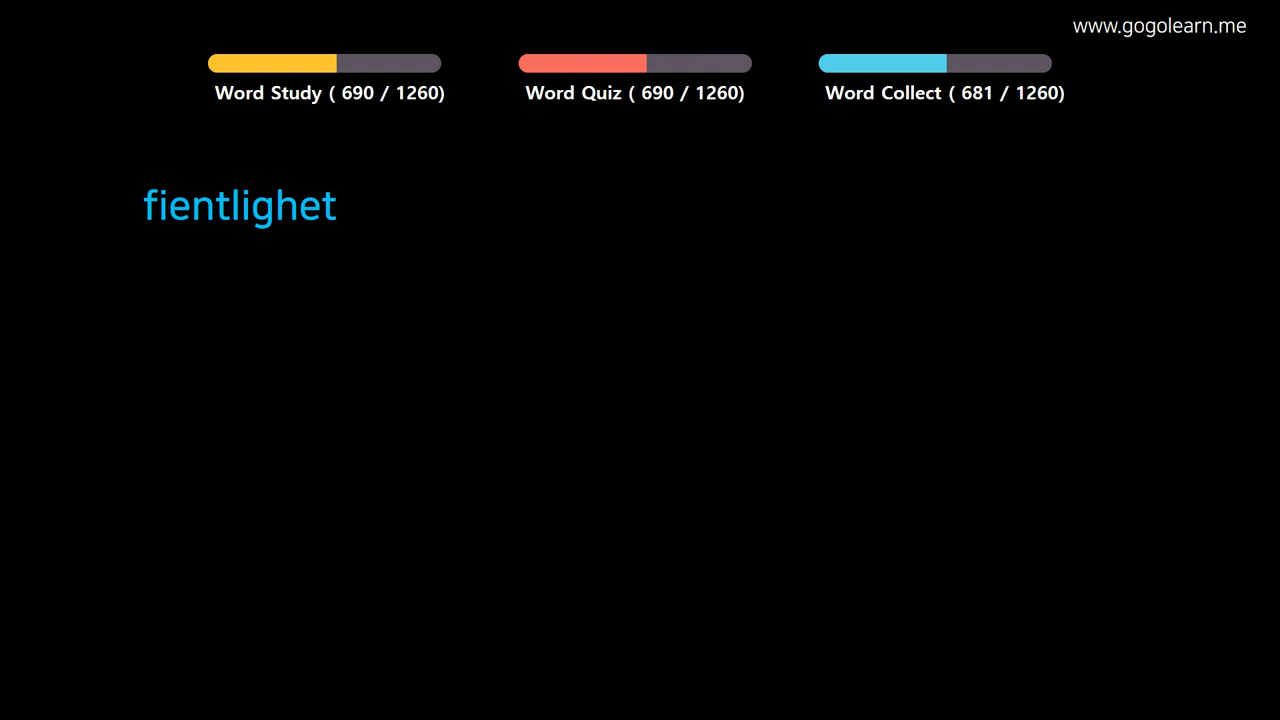 www.gogolearn.me
Word Study ( 690 / 1260)
Word Quiz ( 690 / 1260)
Word Collect ( 681 / 1260)
fientlighet